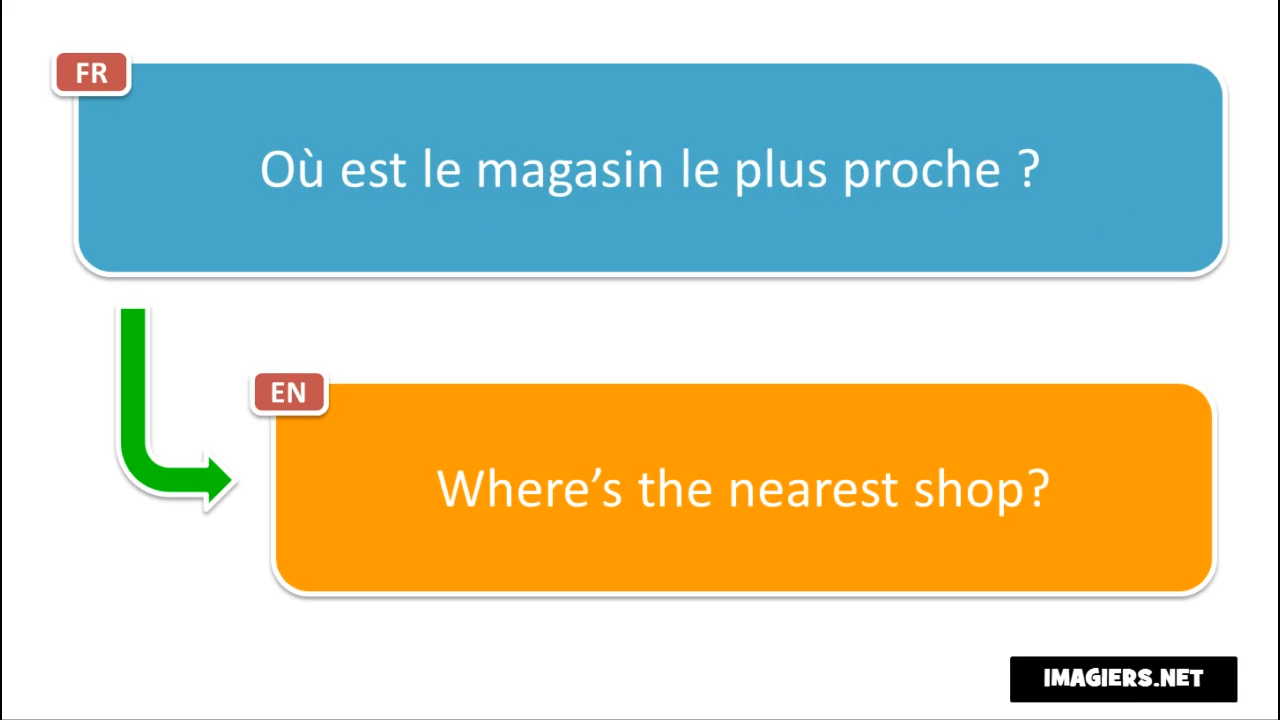 FR
Où est le magasin le plus proche ?
EN
Where’s the nearest shop?
IMAGIERS.NET